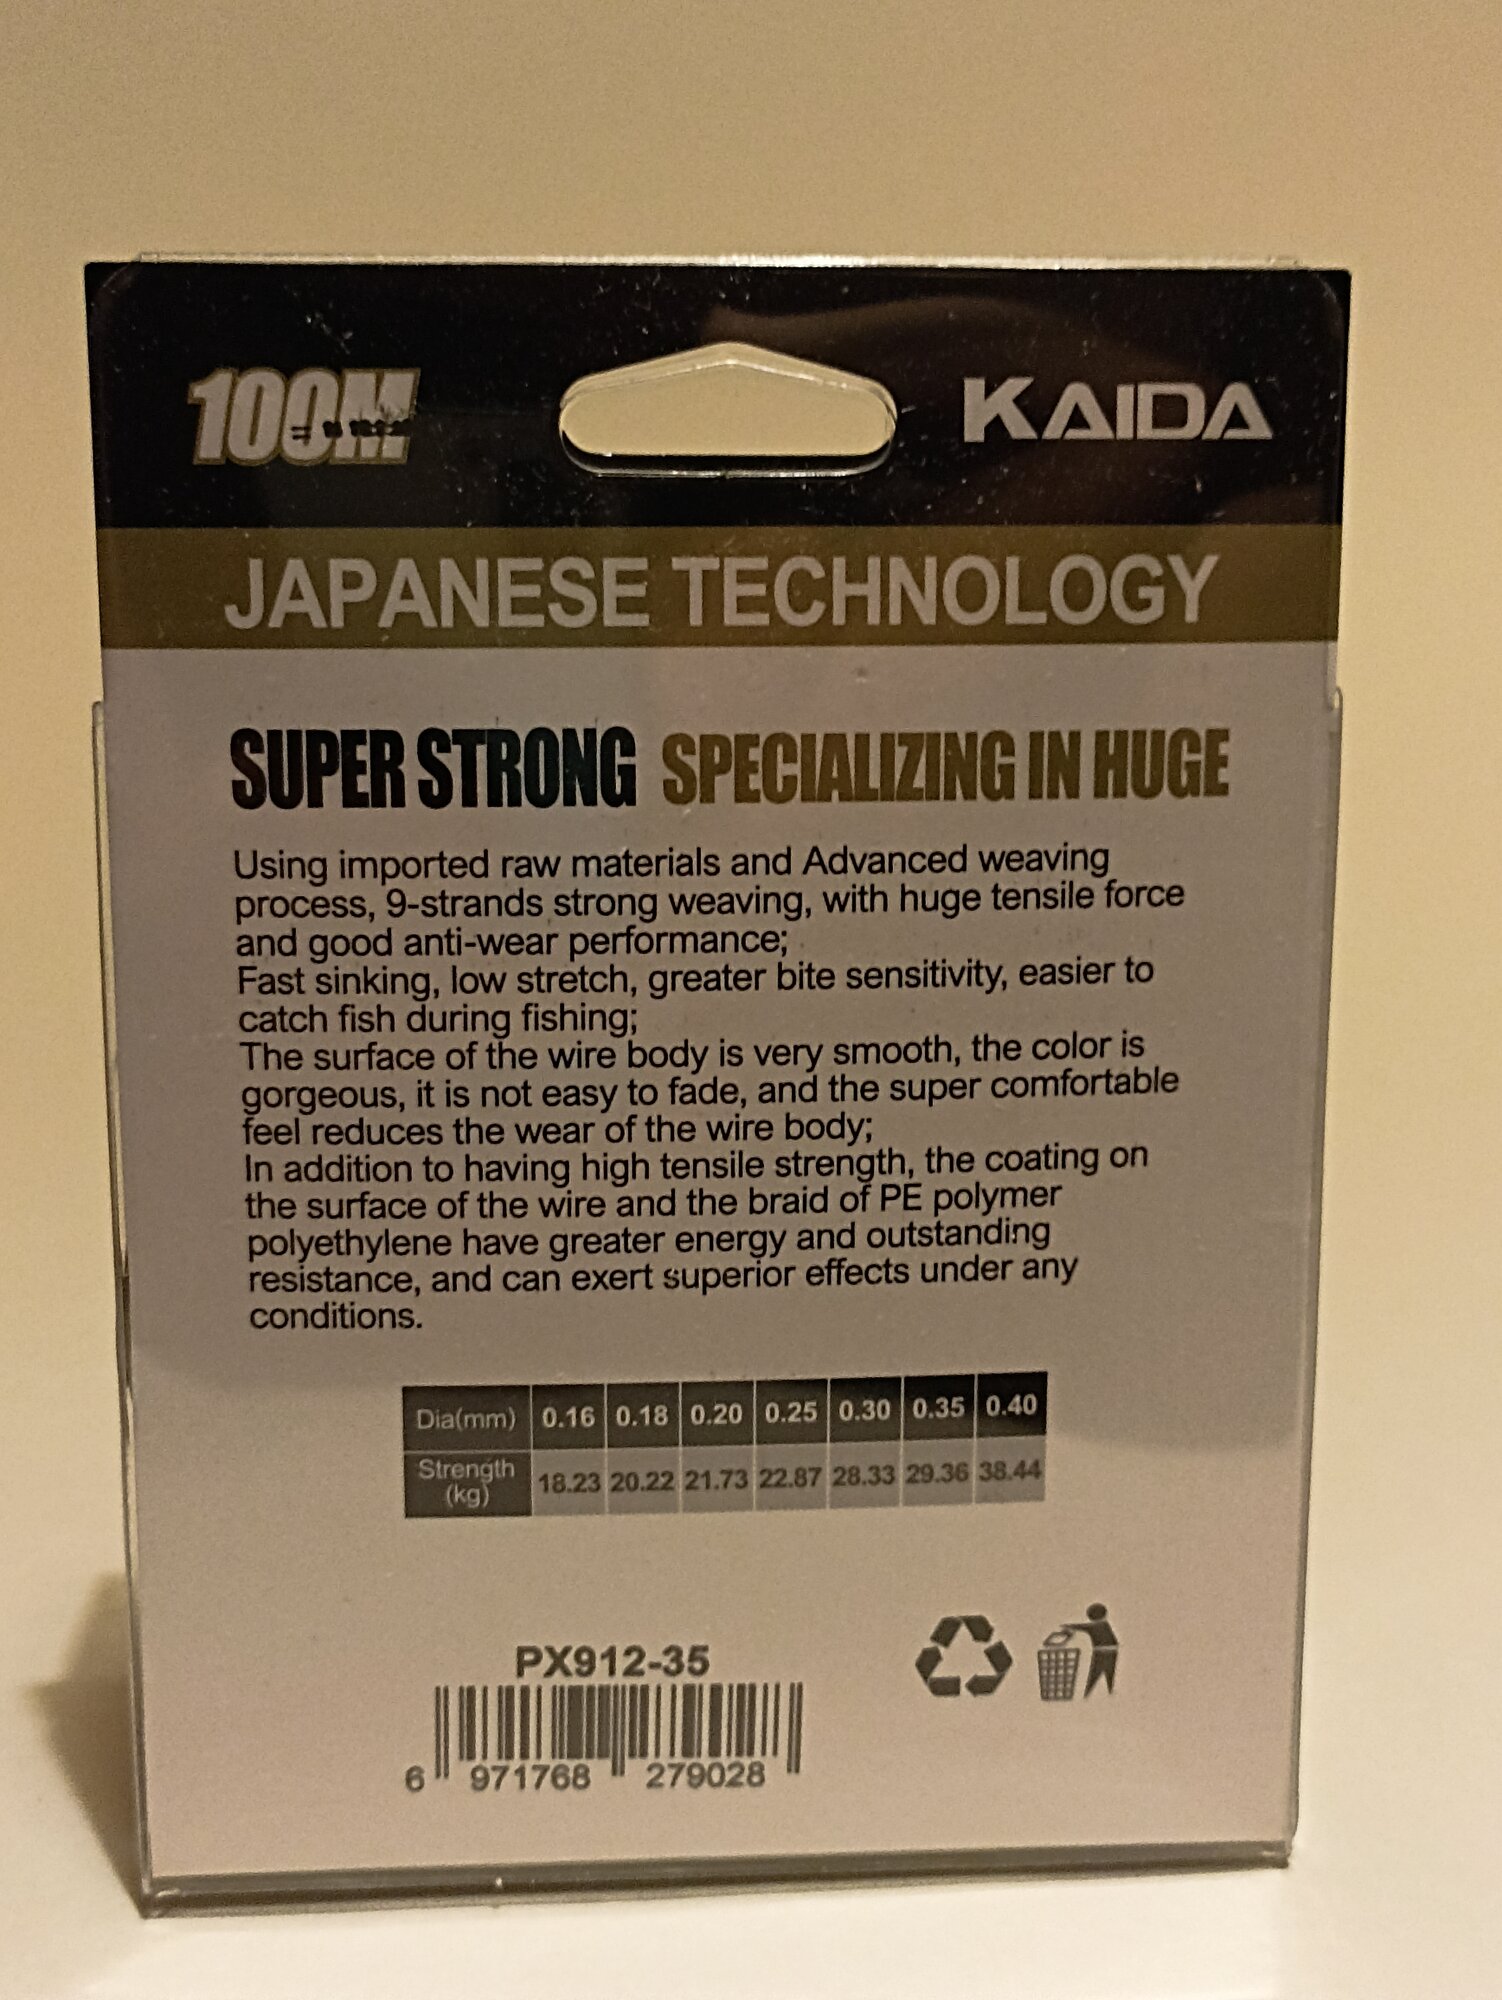 100M
KAIDA
JAPANESE TECHNOLOGY
SUPER STRONG SPECIALIZING IN HUGE
Using imported raw materials and Advanced weaving
process, 9-strands strong weaving, with huge tensile force
and good anti-wear performance;
Fast sinking, low stretch, greater bite sensitivity, easier to
catch fish during fishing;
The surface of the wire body is very smooth, the color is
gorgeous, it is not easy to fade, and the super comfortable
feel reduces the wear of the wire body;
In addition to having high tensile strength, the coating on
the surface of the wire and the braid of PE polymer
polyethylene have greater energy and outstanding
resistance, and can exert superior effects under any
conditions.
Dia(mm) 0.16 0.18 0.20 0.25 0.30 0.35 0.40
Strength (kg) 18.23 20.22 21.73 22.87 28.33 29.36 38.44
PX912-35
6 971768 279028